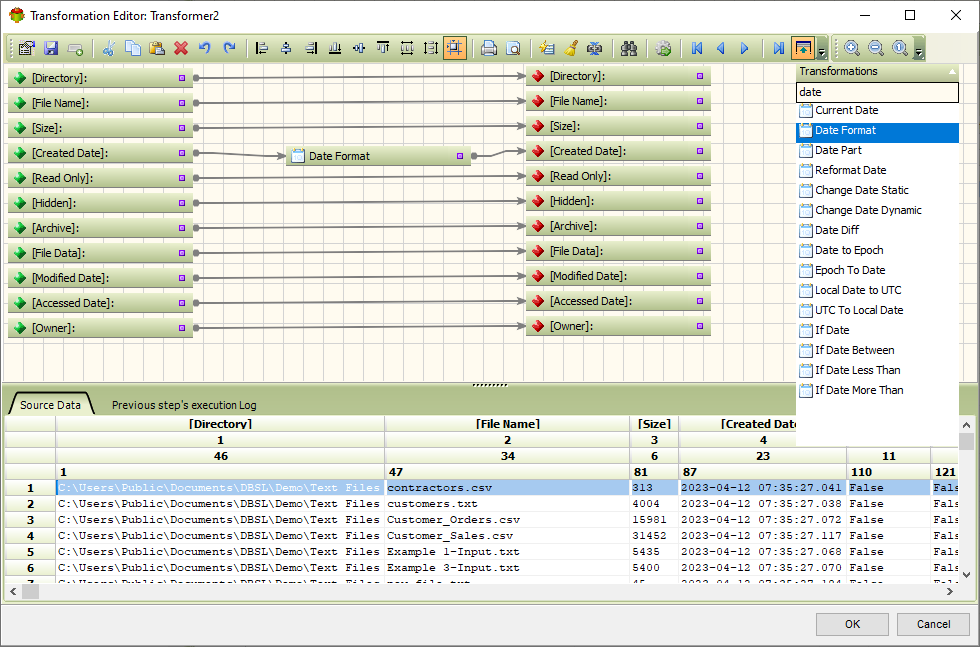 Transformation Editor: Transformer2
Transformations
date
Current Date
Date Format
Date Part
Reformat Date
Change Date Static
Change Date Dynamic
Date Diff
Date to Epoch
Epoch To Date
Local Date to UTC
UTC To Local Date
If Date
If Date Between
If Date Less Than
If Date More Than
[Directory]: [Directory]:
[File Name]: [File Name]:
[Size]: [Size]:
[Created Date]: Date Format [Created Date]:
[Read Only]: [Read Only]:
[Hidden]: [Hidden]:
[Archive]: [Archive]:
[File Data]: [File Data]:
[Modified Date]: [Modified Date]:
[Accessed Date]: [Accessed Date]:
[Owner]: [Owner]:
Source Data Previous step's execution Log
[Directory] [File Name] [Size] [Created Date
1 2 3 4
46 34 6 23 11
1 47 81 87 110 121
1 C:\Users\Public\Documents\DBSL\Demo\Text Files contractors.csv 313 2023-04-12 07:35:27.041 False Fals
2 C:\Users\Public\Documents\DBSL\Demo\Text Files customers.txt 4004 2023-04-12 07:35:27.038 False Fals
3 C:\Users\Public\Documents\DBSL\Demo\Text Files Customer_Orders.csv 15981 2023-04-12 07:35:27.072 False Fals
4 C:\Users\Public\Documents\DBSL\Demo\Text Files Customer_Sales.csv 31452 2023-04-12 07:35:27.117 False Fals
5 C:\Users\Public\Documents\DBSL\Demo\Text Files Example 1-Input.txt 5435 2023-04-12 07:35:27.068 False Fals
6 C:\Users\Public\Documents\DBSL\Demo\Text Files Example 3-Input.txt 5400 2023-04-12 07:35:27.070 False Fals
OK Cancel